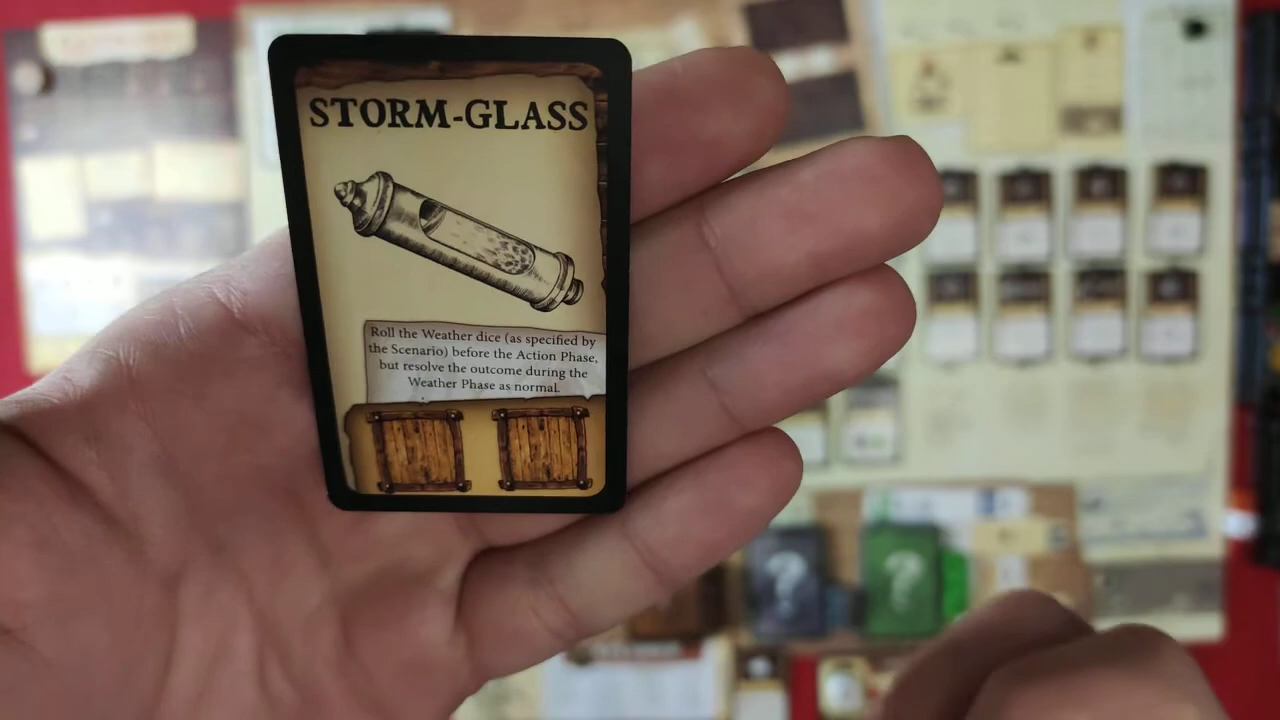 STORM-GLASS
Roll the Weather dice (as specified by
the Scenario) before the Action Phase,
but resolve the outcome during the
Weather Phase as normal.
?
?